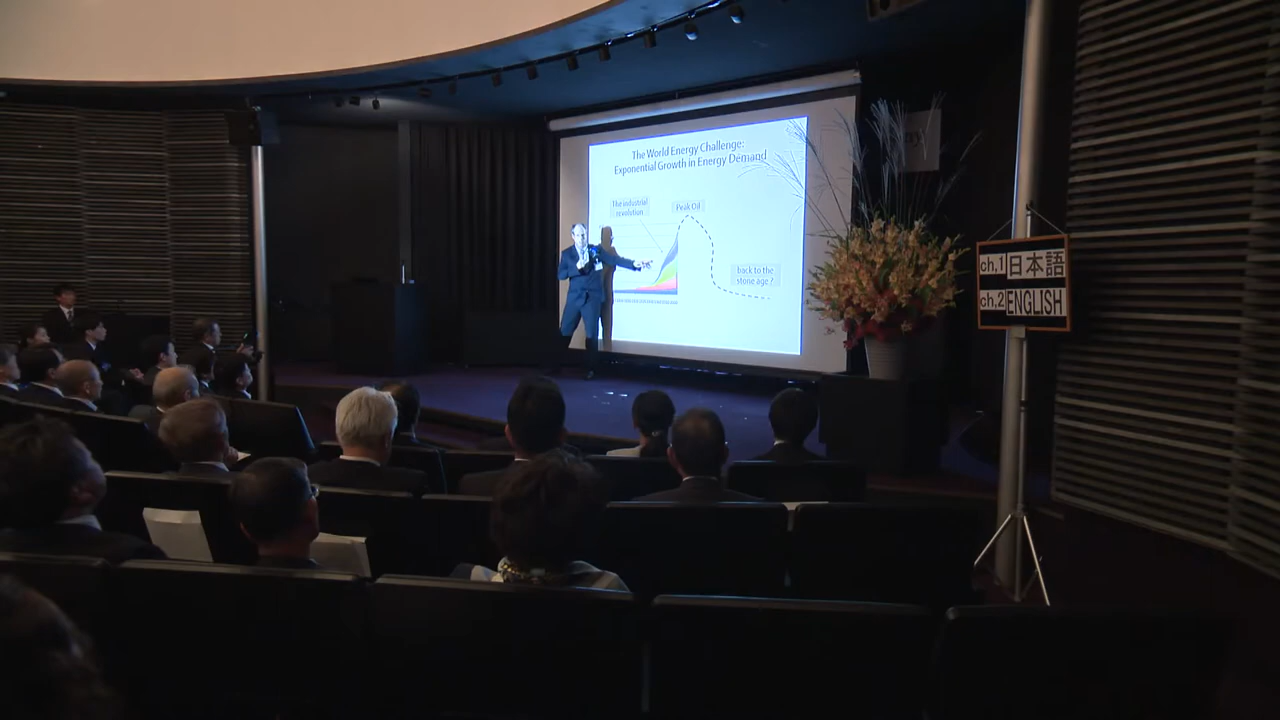 The World Energy Challenge:
Exponential Growth in Energy Demand
The industrial
revolution
Peak Oil
back to the
stone age ?
ch,1 日本語
ch,2 ENGLISH